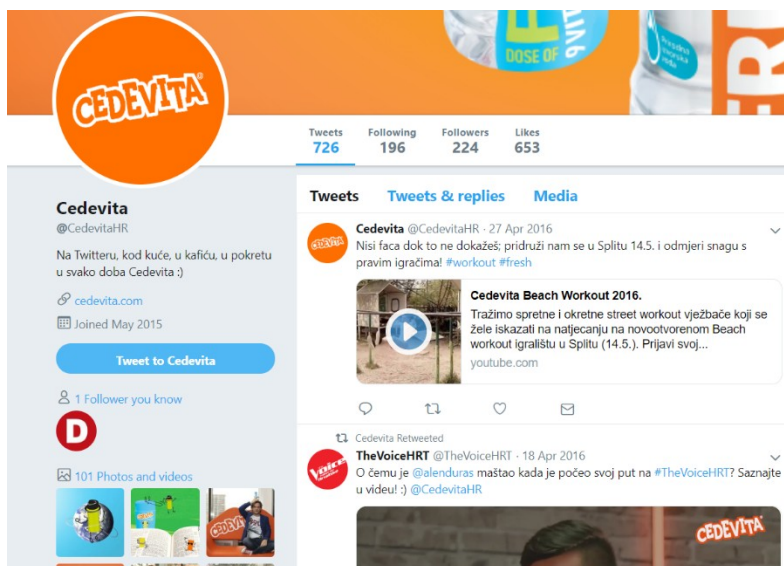 DOSE OF
CEDEVITA
Tweets Following Followers Likes
726 196 224 653
Cedevita
@CedevitaHR
Na Twitteru, kod kuće, u kafiću, u pokretu
u svako doba Cedevita :)
cedevita.com
Joined May 2015
Tweet to Cedevita
1 Follower you know
D
101 Photos and videos
CEDEVITA
Tweets Tweets & replies Media
Cedevita @CedevitaHR · 27 Apr 2016
Nisi faca dok to ne dokažeš; pridruži nam se u Splitu 14.5. i odmjeri snagu s
pravim igračima! #workout #fresh
CEDEVITA
Cedevita Beach Workout 2016.
Tražimo spretne i okretne street workout vježbače koji se
žele iskazati na natjecanju na novootvorenom Beach
workout igralištu u Splitu (14.5.). Prijavi svoj...
youtube.com
Cedevita Retweeted
TheVoiceHRT @TheVoiceHRT · 18 Apr 2016
O čemu je @alenduras maštao kada je počeo svoj put na #TheVoiceHRT? Saznajte
u videu! :) @CedevitaHR
Voice
CEDEVITA